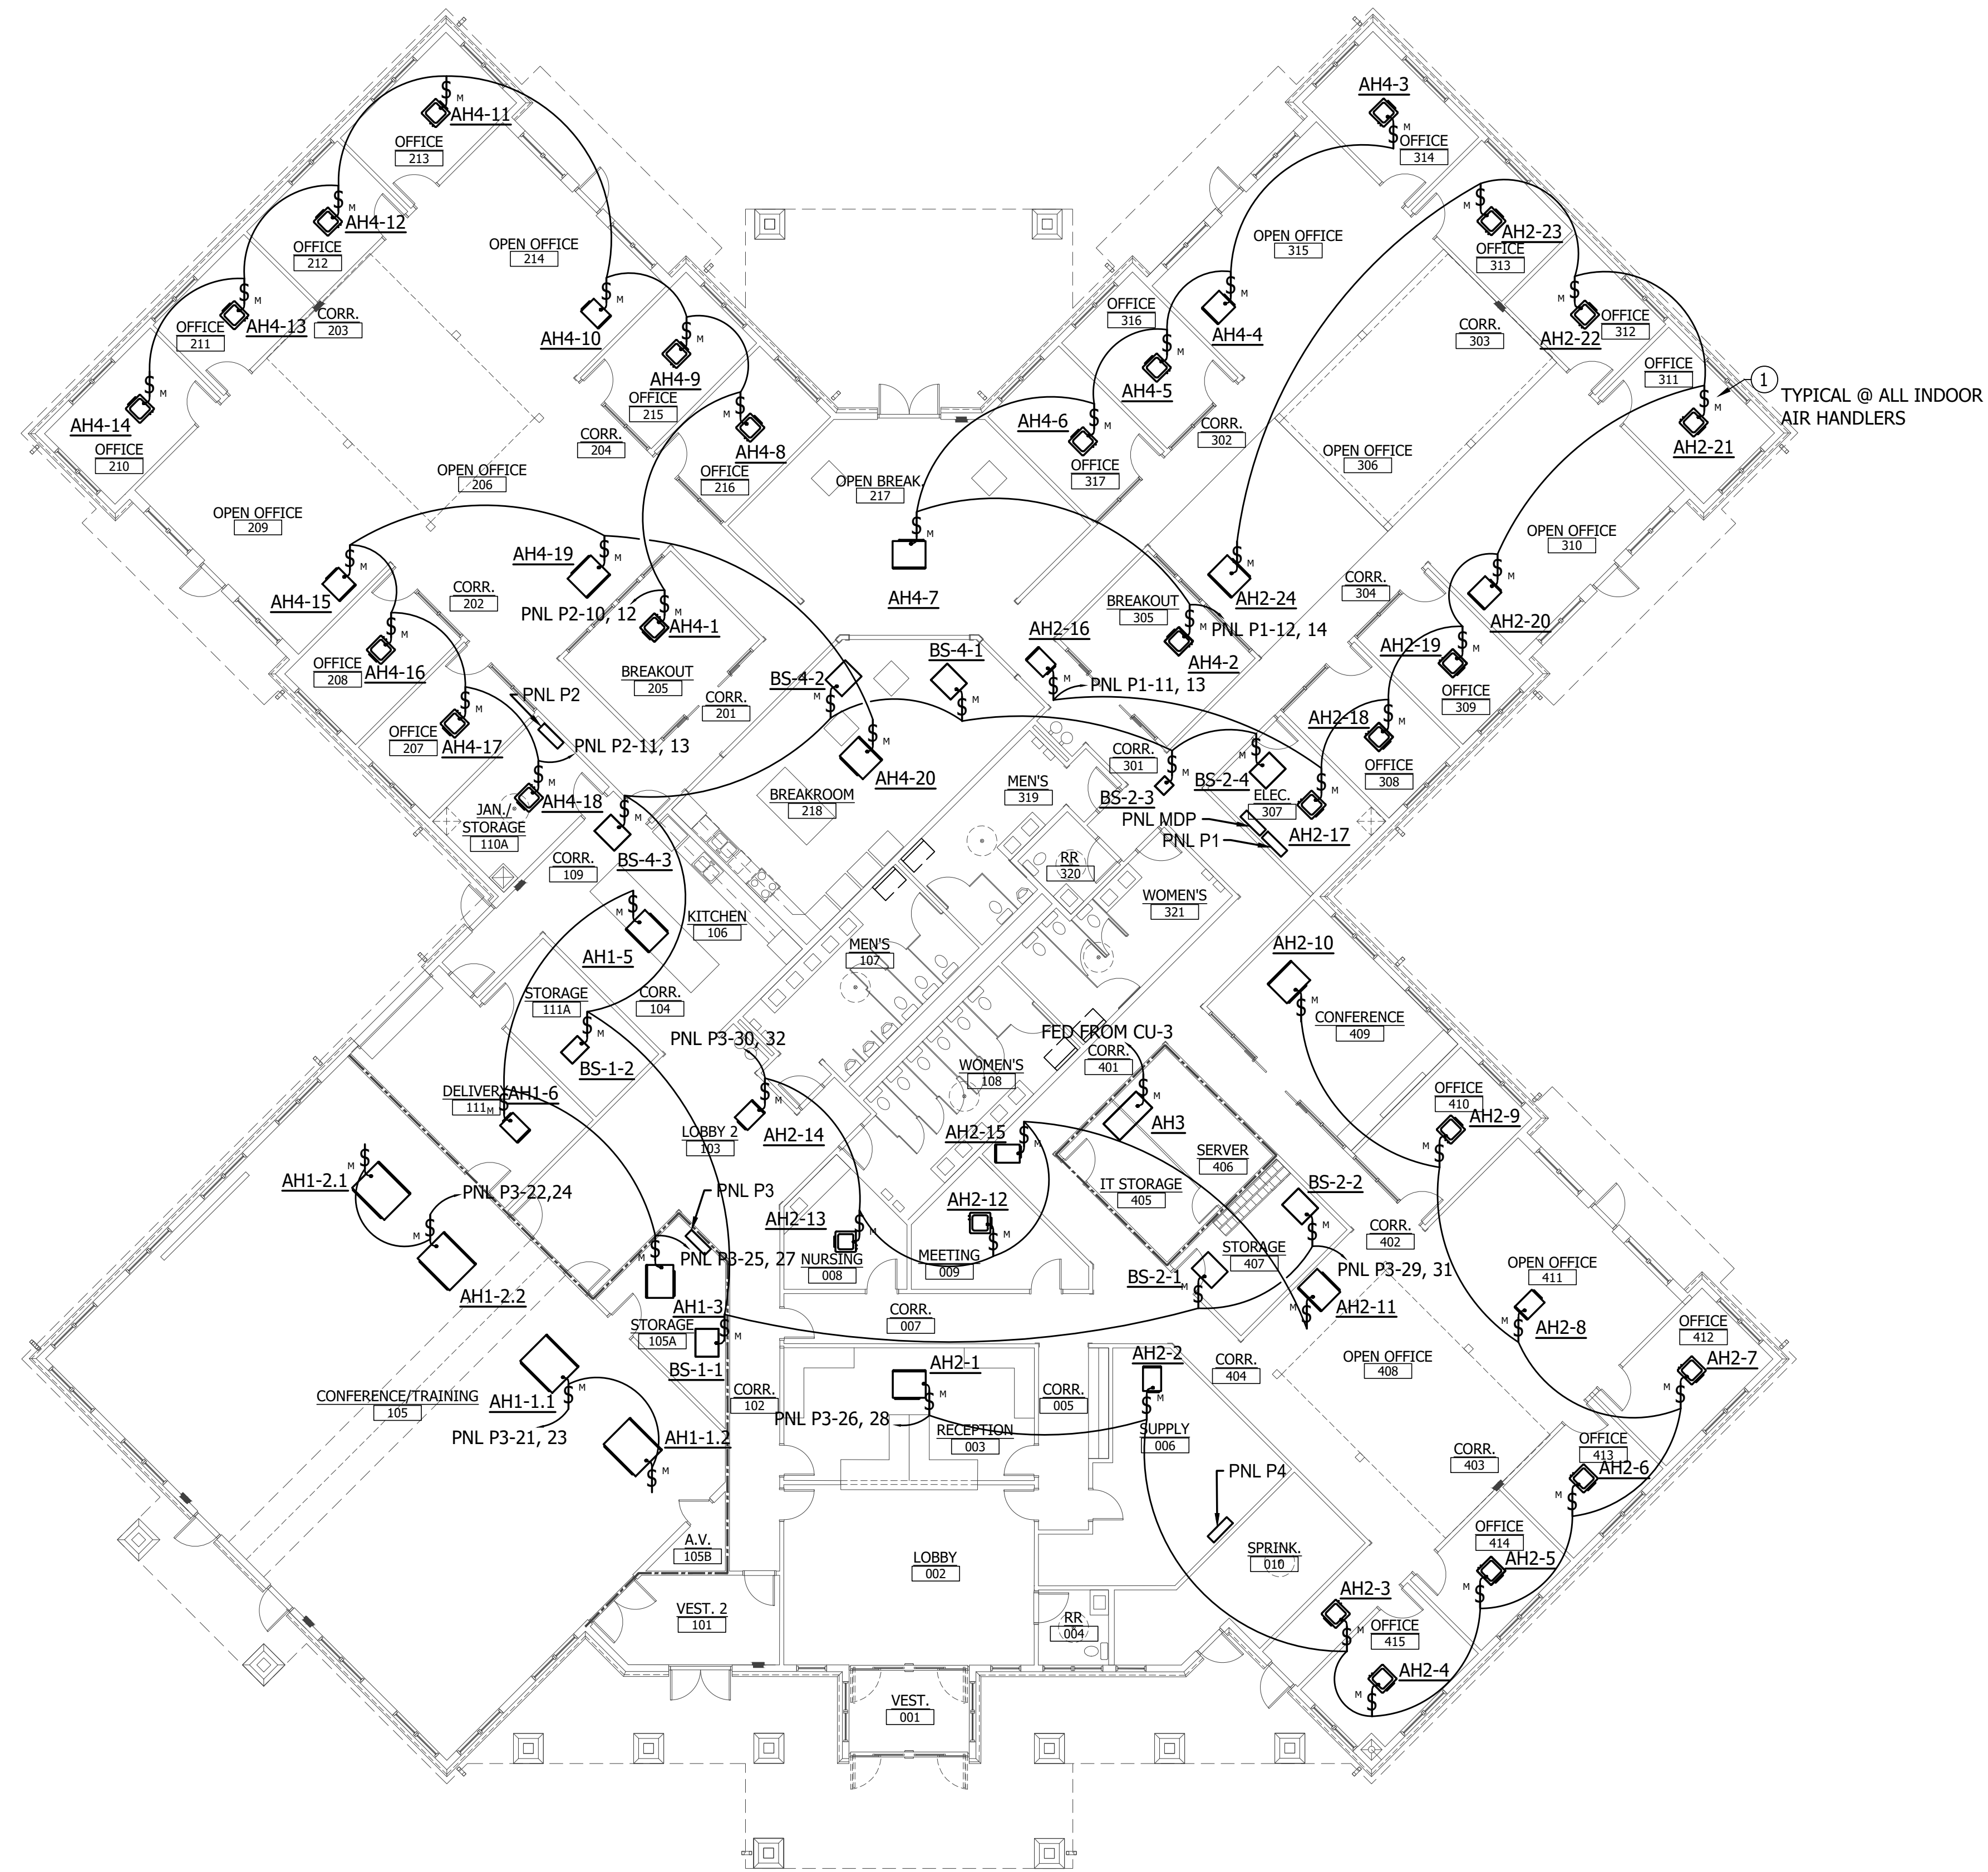 AH4-3
AH4-11
OFFICE
213
OFFICE
314
AH4-12
OFFICE
212
OPEN OFFICE
214
OPEN OFFICE
315
AH2-23
OFFICE
313
AH4-13
OFFICE
211
CORR.
203
AH4-10
OFFICE
316
AH4-4
CORR.
303
AH2-22
OFFICE
312
AH4-9
OFFICE
215
AH4-5
OFFICE
311
1
TYPICAL @ ALL INDOOR
AIR HANDLERS
AH4-14
OFFICE
210
CORR.
204
AH4-8
OFFICE
216
AH4-6
OFFICE
317
CORR.
302
OPEN OFFICE
306
AH2-21
OPEN OFFICE
206
OPEN BREAK.
217
OPEN OFFICE
209
OPEN OFFICE
310
AH4-19
AH4-15
CORR.
202
PNL P2-10, 12
AH4-1
AH4-7
AH2-24
CORR.
304
BREAKOUT
305
PNL P1-12, 14
AH2-20
AH4-16
OFFICE
208
BREAKOUT
205
BS-4-2
BS-4-1
AH2-16
AH4-2
AH2-19
OFFICE
309
PNL P2
CORR.
201
PNL P1-11, 13
AH4-17
OFFICE
207
PNL P2-11, 13
AH2-18
OFFICE
308
AH4-20
CORR.
301
BS-2-4
MEN'S
319
AH4-18
JAN./
STORAGE
110A
BREAKROOM
218
BS-2-3
ELEC.
307
PNL MDP
PNL P1
AH2-17
CORR.
109
BS-4-3
RR
320
WOMEN'S
321
KITCHEN
106
AH1-5
MEN'S
107
AH2-10
STORAGE
111A
CORR.
104
CONFERENCE
409
PNL P3-30, 32
FED FROM CU-3
BS-1-2
CORR.
401
WOMEN'S
108
DELIVERY
111
AH1-6
OFFICE
410
AH2-9
LOBBY 2
103
AH2-14
AH2-15
AH3
SERVER
406
AH1-2.1
PNL P3-22,24
PNL P3
IT STORAGE
405
BS-2-2
AH2-13
AH2-12
CORR.
402
PNL P3-25, 27
NURSING
008
MEETING
009
STORAGE
407
PNL P3-29, 31
OPEN OFFICE
411
BS-2-1
AH1-2.2
AH1-3
CORR.
007
AH2-11
AH2-8
OFFICE
412
STORAGE
105A
BS-1-1
AH2-1
AH2-2
CORR.
404
OPEN OFFICE
408
AH2-7
CONFERENCE/TRAINING
105
AH1-1.1
CORR.
102
CORR.
005
PNL P3-21, 23
AH1-1.2
PNL P3-26, 28
RECEPTION
003
SUPPLY
006
CORR.
403
OFFICE
413
AH2-6
PNL P4
A.V.
105B
LOBBY
002
SPRINK.
010
OFFICE
414
AH2-5
AH2-3
VEST. 2
101
RR
004
OFFICE
415
AH2-4
VEST.
001